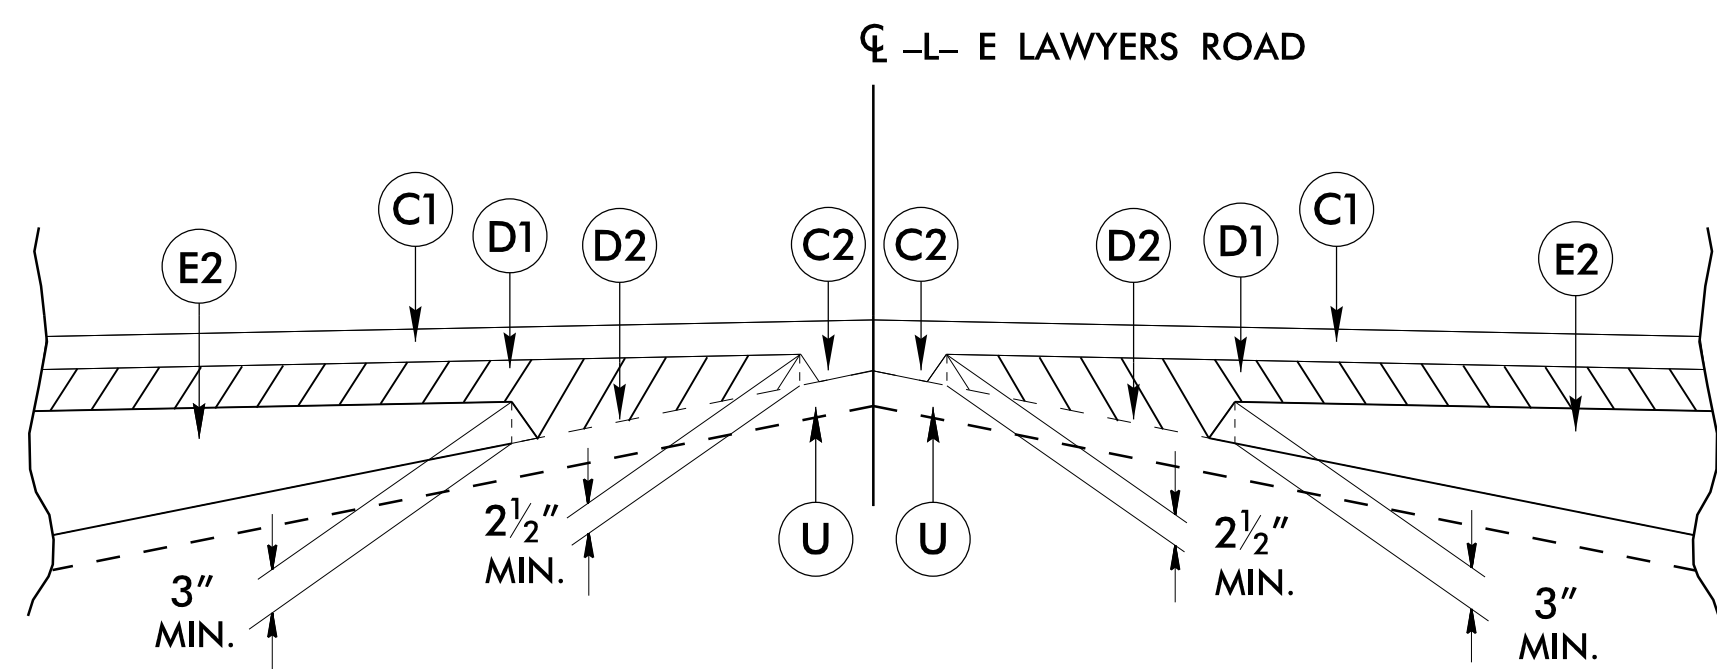 ℄ –L– E LAWYERS ROAD
C1
C1
D1
D2
C2
C2
D2
D1
E2
E2
2½"
MIN.
U
U
2½"
MIN.
3"
MIN.
3"
MIN.